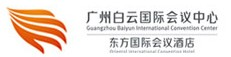 广州白云国际会议中心
Guangzhou Baiyun International Convention Center
东方国际会议酒店
Oriental International Convention Hotel